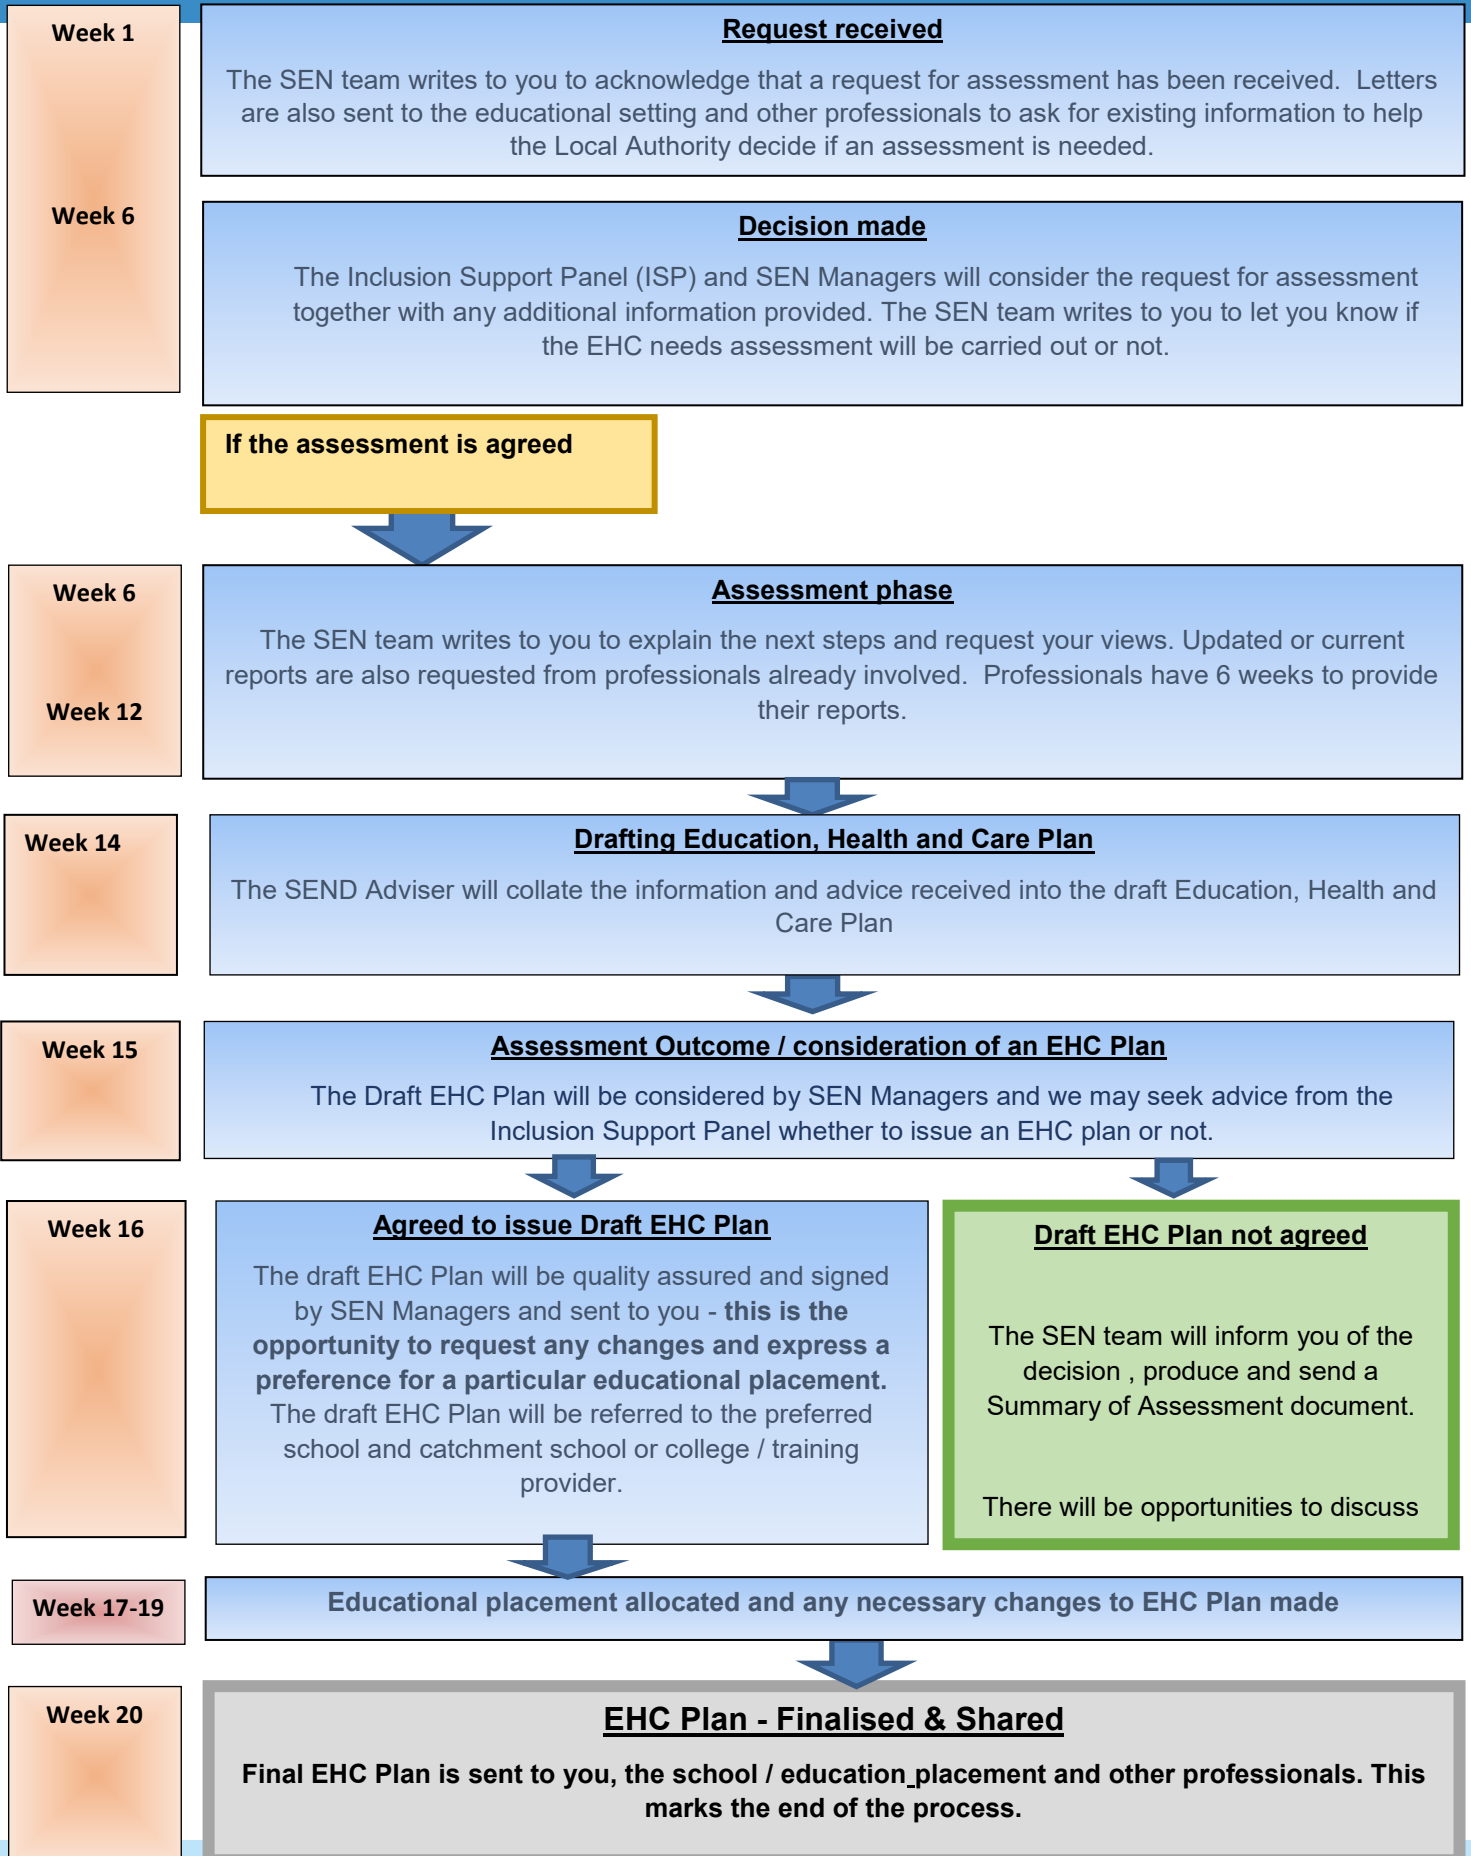 Week 1
Request received
The SEN team writes to you to acknowledge that a request for assessment has been received.  Letters
are also sent to the educational setting and other professionals to ask for existing information to help
the Local Authority decide if an assessment is needed.
Week 6
Decision made
The Inclusion Support Panel (ISP) and SEN Managers will consider the request for assessment
together with any additional information provided. The SEN team writes to you to let you know if
the EHC needs assessment will be carried out or not.
If the assessment is agreed
Week 6
Assessment phase
The SEN team writes to you to explain the next steps and request your views. Updated or current
reports are also requested from professionals already involved.  Professionals have 6 weeks to provide
their reports.
Week 12
Week 14
Drafting Education, Health and Care Plan
The SEND Adviser will collate the information and advice received into the draft Education, Health and
Care Plan
Week 15
Assessment Outcome / consideration of an EHC Plan
The Draft EHC Plan will be considered by SEN Managers and we may seek advice from the
Inclusion Support Panel whether to issue an EHC plan or not.
Week 16
Agreed to issue Draft EHC Plan
The draft EHC Plan will be quality assured and signed
by SEN Managers and sent to you - this is the
opportunity to request any changes and express a
preference for a particular educational placement.
The draft EHC Plan will be referred to the preferred
school and catchment school or college / training
provider.
Draft EHC Plan not agreed
The SEN team will inform you of the
decision , produce and send a
Summary of Assessment document.
There will be opportunities to discuss
Week 17-19
Educational placement allocated and any necessary changes to EHC Plan made
Week 20
EHC Plan - Finalised & Shared
Final EHC Plan is sent to you, the school / education placement and other professionals. This
marks the end of the process.